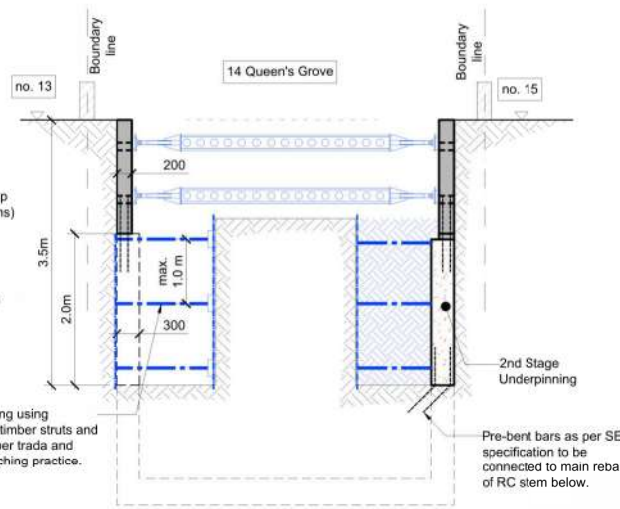 Boundary
line
14 Queen's Grove
Boundary
line
no. 13
no. 15
200
3.5m
max.
1.0 m
2.0m
300
2nd Stage
Underpinning
ng using
timber struts and
er trada and
ching practice.
Pre-bent bars as per SE
specification to be
connected to main reba
of RC stem below.